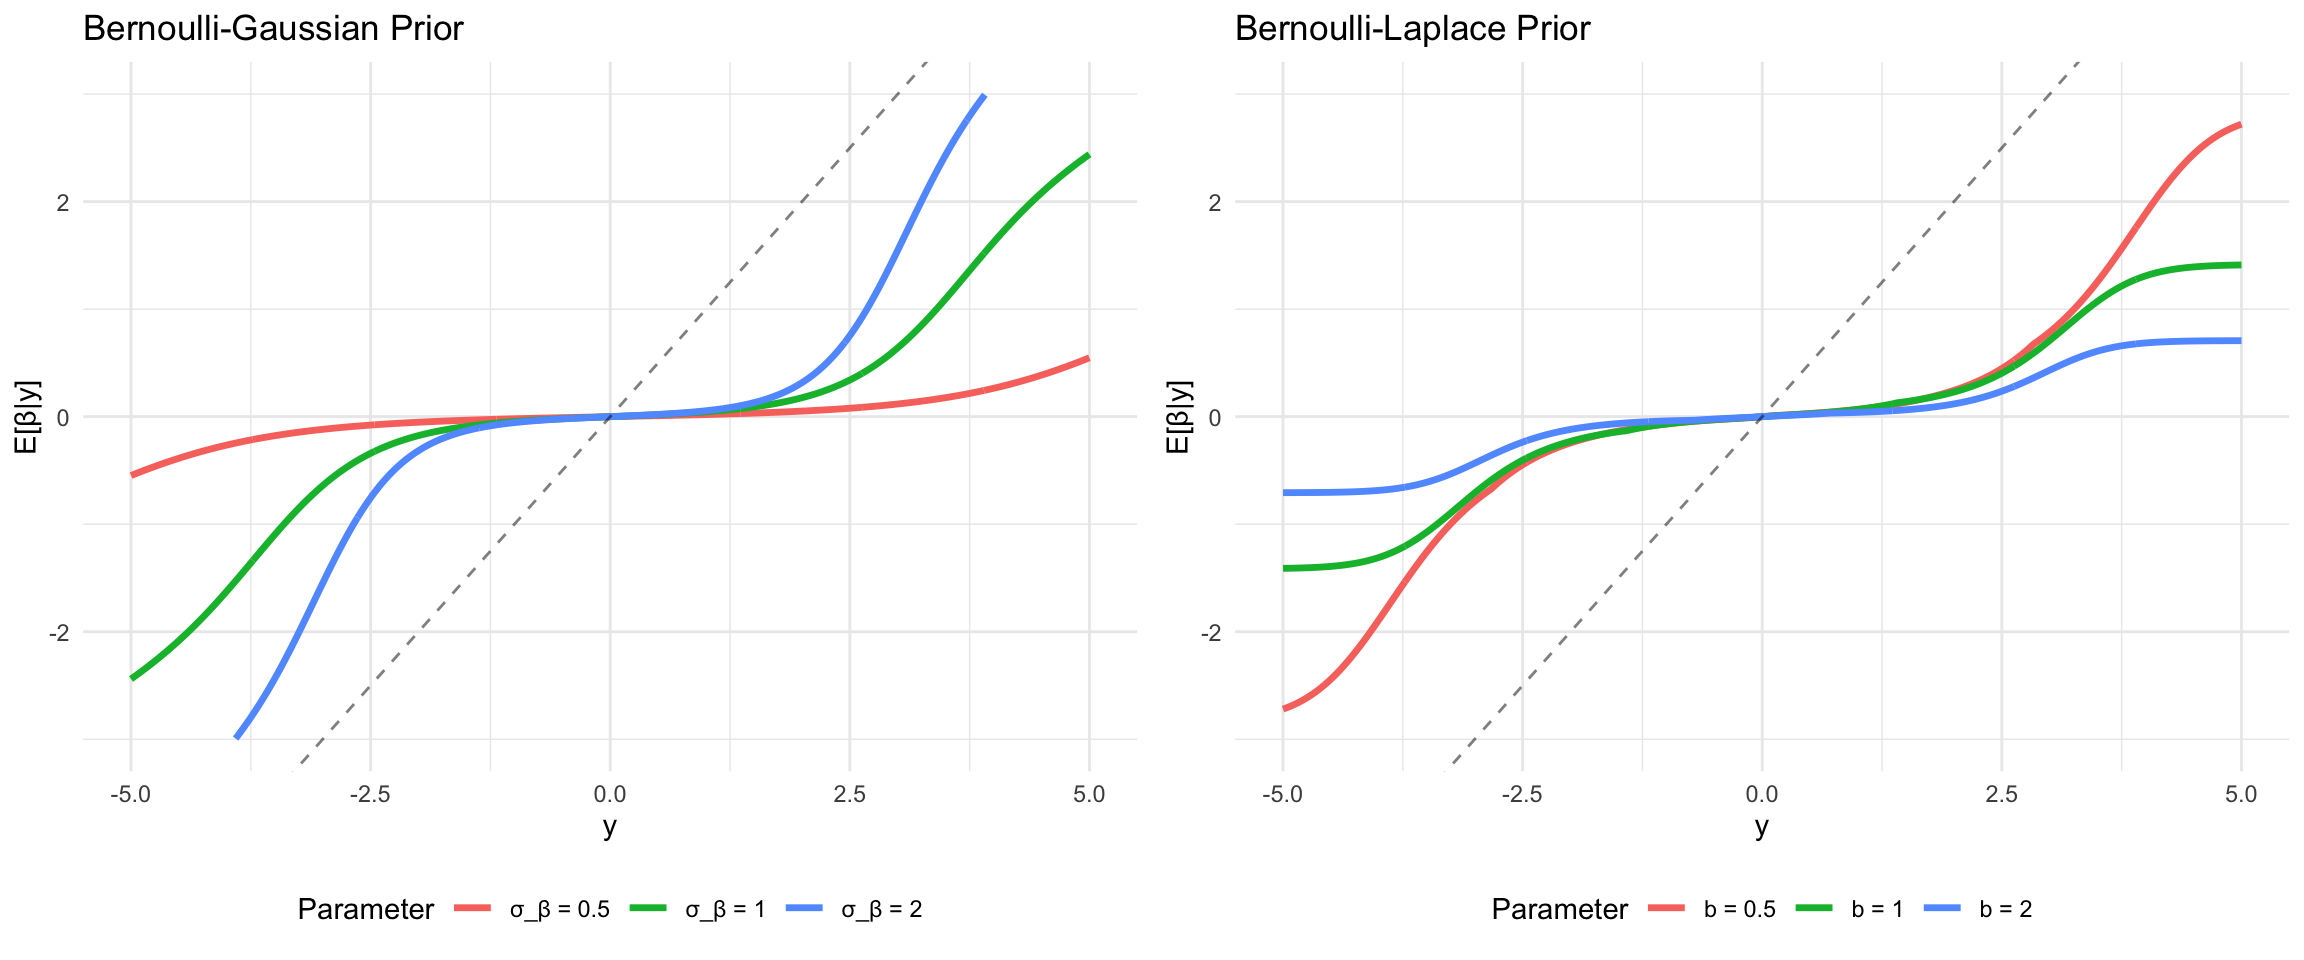 Bernoulli-Gaussian Prior
E[β|y]
2
0
-2
-5.0 -2.5 0.0 2.5 5.0
y
Parameter σ_β = 0.5 σ_β = 1 σ_β = 2
Bernoulli-Laplace Prior
E[β|y]
2
0
-2
-5.0 -2.5 0.0 2.5 5.0
y
Parameter b = 0.5 b = 1 b = 2